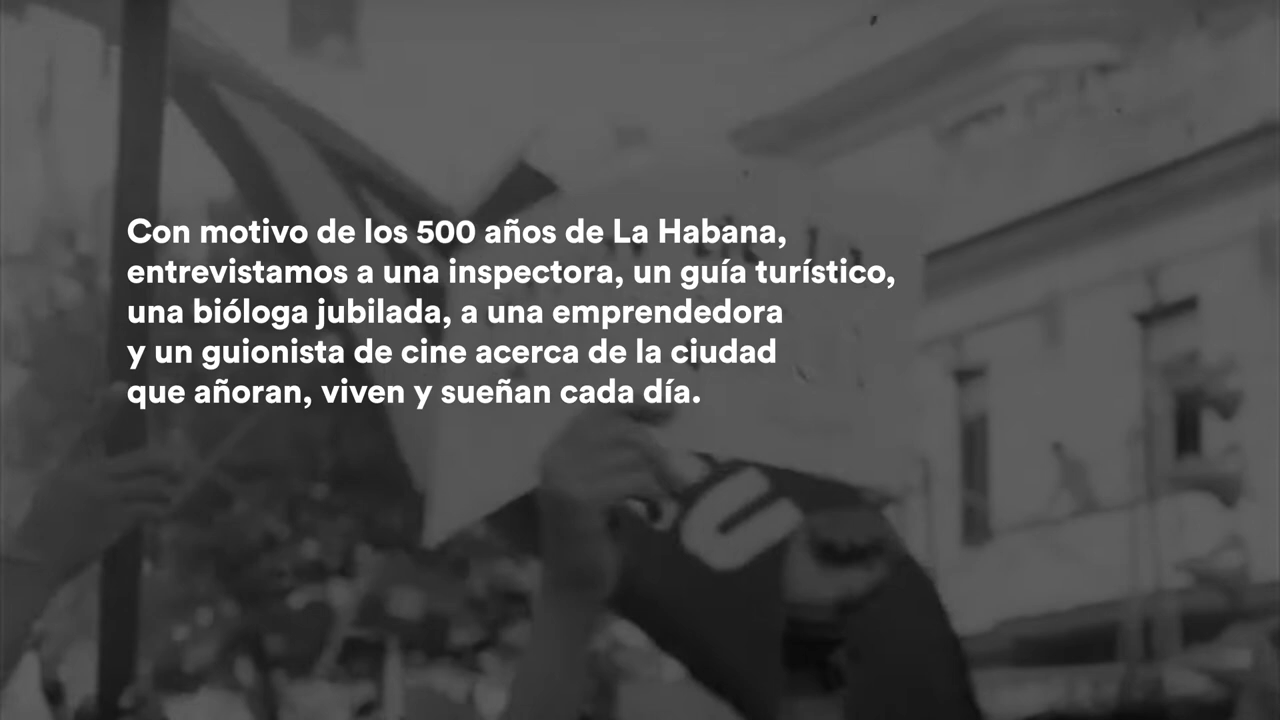 Con motivo de los 500 años de La Habana,
entrevistamos a una inspectora, un guía turístico,
una bióloga jubilada, a una emprendedora
y un guionista de cine acerca de la ciudad
que añoran, viven y sueñan cada día.